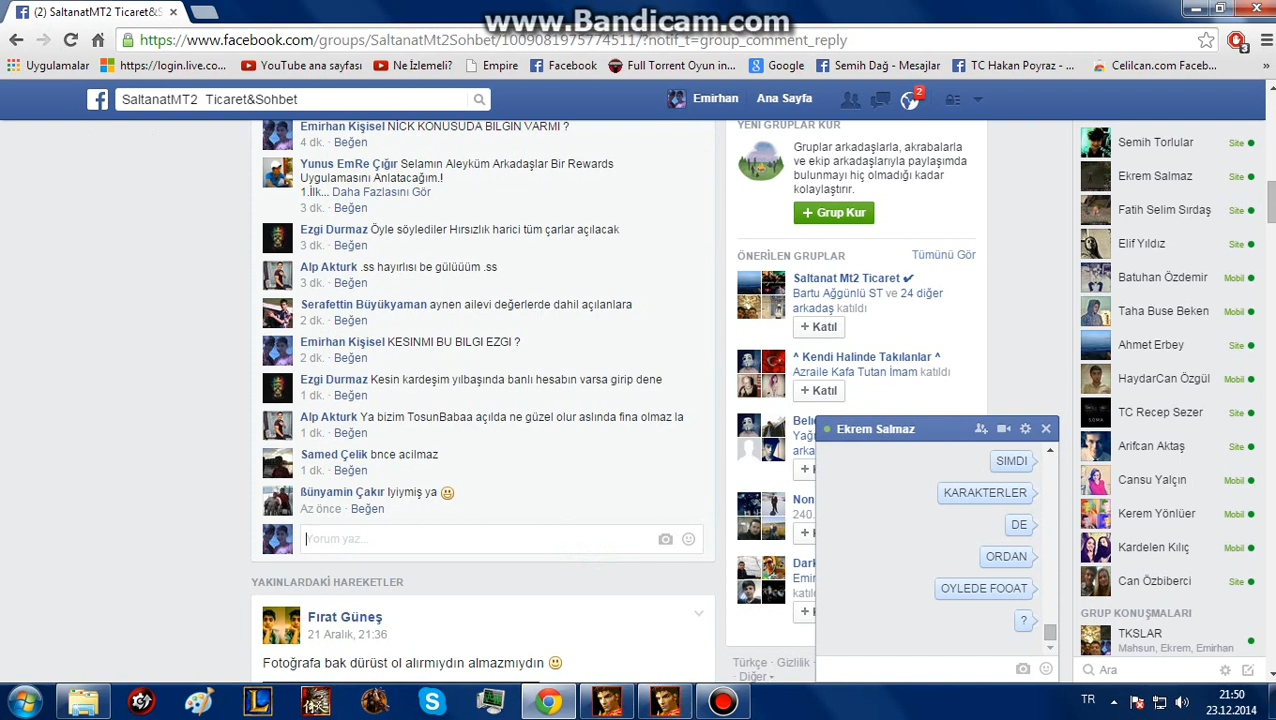 www.Bandicam.com
(2) SaltanatMT2 Ticaret&S
https://www.facebook.com/groups/SaltanatMt2Sohbet/1009081975774511/?notif_t=group_comment_reply
3
Uygulamalar
https://login.live.co...
YouTube ana sayfası
Ne İzlemeli?
Empire
Facebook
Full Torrent Oyun in...
Google
Semih Dağ - Mesajlar
TC Hakan Poyraz - ...
Celilcan.com Faceb...
SaltanatMT2 Ticaret&Sohbet
Emirhan
Ana Sayfa
2
Emirhan Kişisel NİCK KONUSUDA BILGIN VARMI ?
4 dk. · Beğen
Yunus EmRe Çığır Selamın Aleyküm Arkadaşlar Bir Rewards
Uygulamasını Anlatacağım.!
1.İlk... Daha Fazlasını Gör
3 dk. · Beğen
Ezgi Durmaz Öyle söylediler Hırsızlık harici tüm çarlar açılacak
3 dk. · Beğen
Alp Akturk .ss hayırlısı be gülüüüm .ss
3 dk. · Beğen
Serafettin Büyükyaman aynen ailevi değerlerde dahil açılanlara
2 dk. · Beğen
Emirhan Kişisel KESINMI BU BILGI EZGI ?
2 dk. · Beğen
Ezgi Durmaz Kesin kardeşim yılbaşında banlı hesabın varsa girip dene
1 dk. · Beğen
Alp Akturk Ya bizim TosunBabaa açılda ne güzel olur aslında fina olmaz la
1 dk. · Beğen
Samed Çelik bnce acilmaz
1 dk. · Beğen
ßünyamin Çakır iyiymiş ya
Az önce · Beğen
Yorum yaz...
YAKINLARDAKİ HAREKETLER
Fırat Güneş
21 Aralık, 21:36
Fotoğrafa bak dürüst ol alırmıydın almazmıydın
YENİ GRUPLAR KUR
Gruplar arkadaşlarla, akrabalarla
ve ekip arkadaşlarıyla paylaşımda
bulunmayı hiç olmadığı kadar
kolaylaştırır.
+ Grup Kur
ÖNERİLEN GRUPLAR
Tümünü Gör
Saltanat Mt2 Ticaret ✔
Bartu Ağgünlü ST ve 24 diğer
arkadaş katıldı
+ Katıl
^ Kendi Halinde Takılanlar ^
Azraile Kafa Tutan İmam katıldı
+ Katıl
Non
240
Dark
Emir
katıl
Türkçe · Gizlilik
Diğer
Ekrem Salmaz
SIMDI
KARAKTERLER
DE
ORDAN
OYLEDE FOOAT
?
Semih Torlular Site
Ekrem Salmaz Site
Fatih Selim Sırdaş Site
Elif Yıldız Site
Batuhan Özdemir Mobil
Taha Buse Beken Mobil
Ahmet Erbey Site
HaydarCan Özgül Mobil
TC Recep Sezer Mobil
Arifcan Aktaş Site
Cansu Yalçın Mobil
Kerem Yönlüer Mobil
Kardelen Kılıç Mobil
Can Özbiberci Site
GRUP KONUŞMALARI
TKSLAR
Mahsun, Ekrem, Emirhan
Ara
TR
21:50
23.12.2014